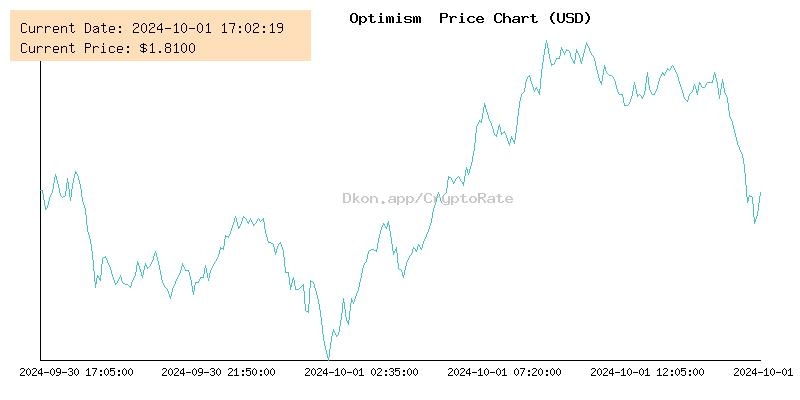 Optimism  Price Chart (USD)
Current Date: 2024-10-01 17:02:19
Current Price: $1.8100
Dkon.app/CryptoRate
2024-09-30 17:05:00 2024-09-30 21:50:00 2024-10-01 02:35:00 2024-10-01 07:20:00 2024-10-01 12:05:00 2024-10-01